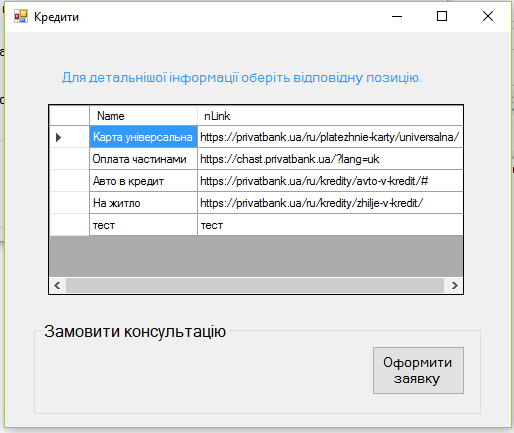 Кредити
Для детальнішої інформації оберіть відповідну позицію.
Name nLink
Карта універсальна https://privatbank.ua/ru/platezhnie-karty/universalna/
Оплата частинами https://chast.privatbank.ua/?lang=uk
Авто в кредит https://privatbank.ua/ru/kredity/avto-v-kredit/#
На житло https://privatbank.ua/ru/kredity/zhilje-v-kredit/
тест тест
Замовити консультацію
Оформити
заявку